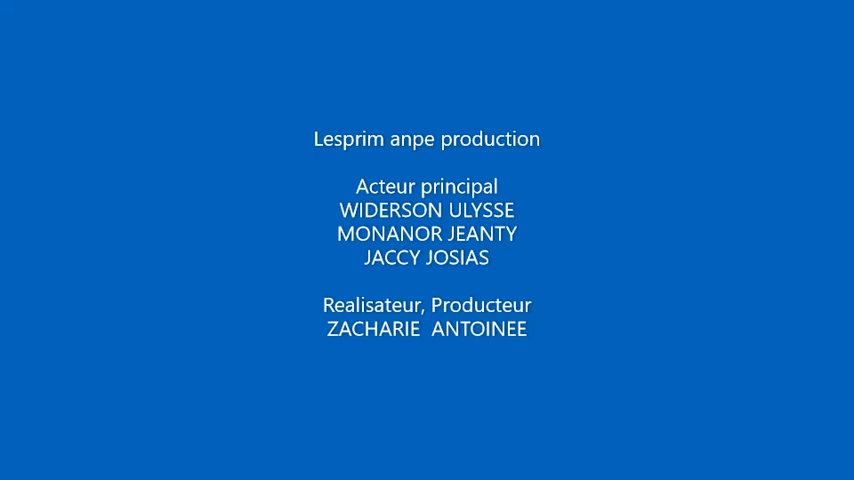 Lesprim anpe production
Acteur principal
WIDERSON ULYSSE
MONANOR JEANTY
JACCY JOSIAS
Realisateur, Producteur
ZACHARIE ANTOINEE